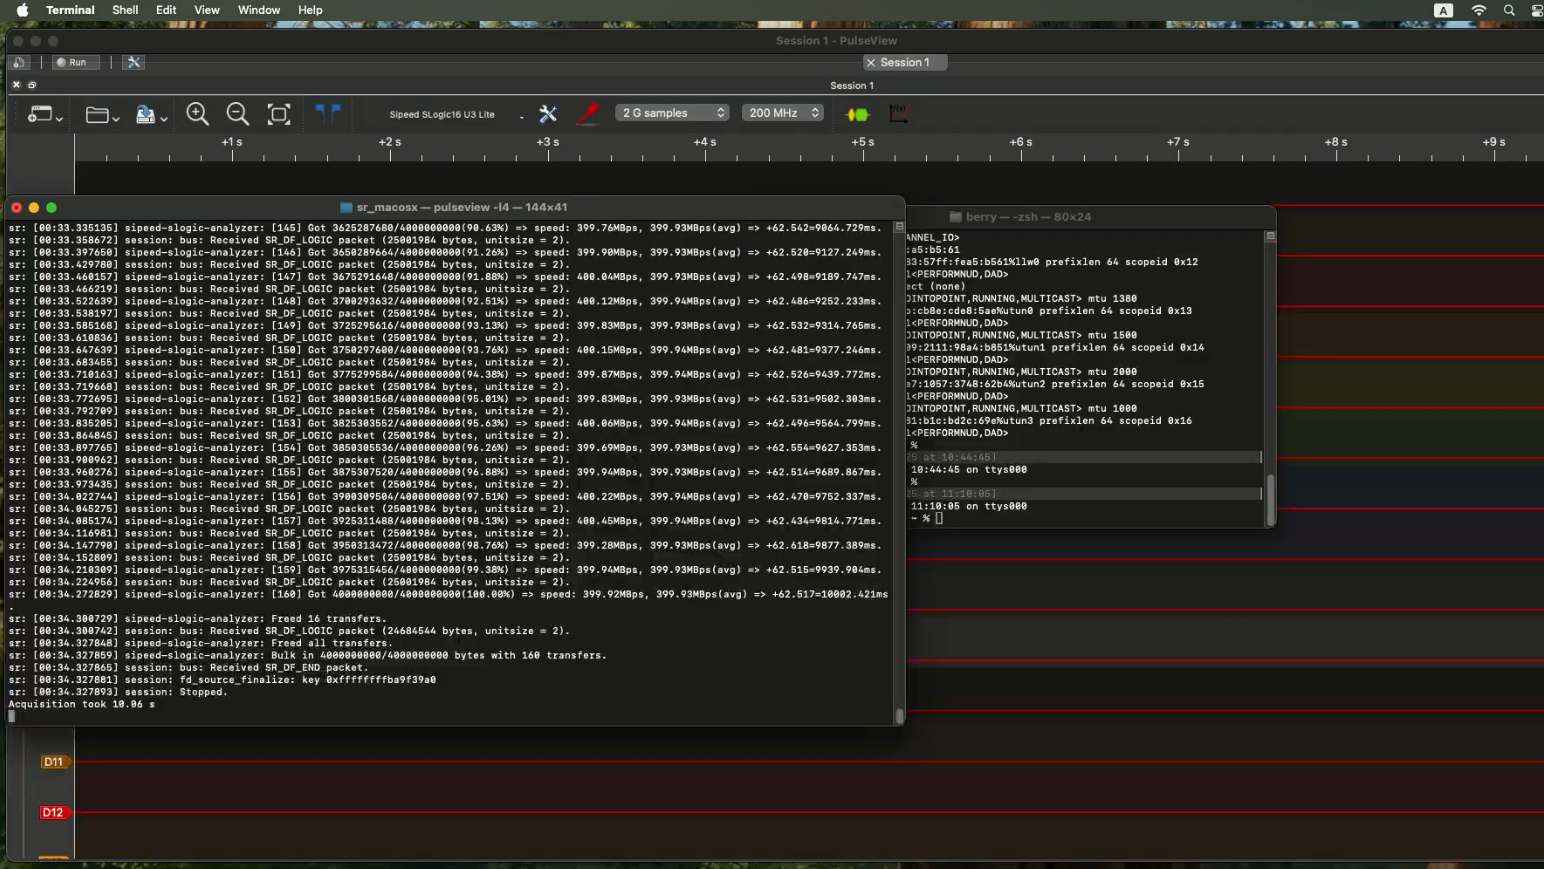 Terminal Shell Edit View Window Help A
Session 1 - PulseView
Run Session 1
Session 1
Sipeed SLogic16 U3 Lite 2 G samples 200 MHz
+1 s +2 s +3 s +4 s +5 s +6 s +7 s +8 s +9 s
sr_macosx — pulseview -l4 — 144×41
sr: [00:33.335135] sipeed-slogic-analyzer: [145] Got 3625287680/4000000000(90.63%) => speed: 399.76MBps, 399.93MBps(avg) => +62.542=9064.729ms.
sr: [00:33.358672] session: bus: Received SR_DF_LOGIC packet (25001984 bytes, unitsize = 2).
sr: [00:33.397650] sipeed-slogic-analyzer: [146] Got 3650289664/4000000000(91.26%) => speed: 399.90MBps, 399.93MBps(avg) => +62.520=9127.249ms.
sr: [00:33.429780] session: bus: Received SR_DF_LOGIC packet (25001984 bytes, unitsize = 2).
sr: [00:33.460157] sipeed-slogic-analyzer: [147] Got 3675291648/4000000000(91.88%) => speed: 400.04MBps, 399.93MBps(avg) => +62.498=9189.747ms.
sr: [00:33.466219] session: bus: Received SR_DF_LOGIC packet (25001984 bytes, unitsize = 2).
sr: [00:33.522639] sipeed-slogic-analyzer: [148] Got 3700293632/4000000000(92.51%) => speed: 400.12MBps, 399.94MBps(avg) => +62.486=9252.233ms.
sr: [00:33.538197] session: bus: Received SR_DF_LOGIC packet (25001984 bytes, unitsize = 2).
sr: [00:33.585168] sipeed-slogic-analyzer: [149] Got 3725295616/4000000000(93.13%) => speed: 399.83MBps, 399.94MBps(avg) => +62.532=9314.765ms.
sr: [00:33.610836] session: bus: Received SR_DF_LOGIC packet (25001984 bytes, unitsize = 2).
sr: [00:33.647639] sipeed-slogic-analyzer: [150] Got 3750297600/4000000000(93.76%) => speed: 400.15MBps, 399.94MBps(avg) => +62.481=9377.246ms.
sr: [00:33.683455] session: bus: Received SR_DF_LOGIC packet (25001984 bytes, unitsize = 2).
sr: [00:33.710163] sipeed-slogic-analyzer: [151] Got 3775299584/4000000000(94.38%) => speed: 399.87MBps, 399.94MBps(avg) => +62.526=9439.772ms.
sr: [00:33.719668] session: bus: Received SR_DF_LOGIC packet (25001984 bytes, unitsize = 2).
sr: [00:33.772695] sipeed-slogic-analyzer: [152] Got 3800301568/4000000000(95.01%) => speed: 399.83MBps, 399.93MBps(avg) => +62.531=9502.303ms.
sr: [00:33.792709] session: bus: Received SR_DF_LOGIC packet (25001984 bytes, unitsize = 2).
sr: [00:33.835205] sipeed-slogic-analyzer: [153] Got 3825303552/4000000000(95.63%) => speed: 400.06MBps, 399.94MBps(avg) => +62.496=9564.799ms.
sr: [00:33.864845] session: bus: Received SR_DF_LOGIC packet (25001984 bytes, unitsize = 2).
sr: [00:33.897765] sipeed-slogic-analyzer: [154] Got 3850305536/4000000000(96.26%) => speed: 399.69MBps, 399.93MBps(avg) => +62.554=9627.353ms.
sr: [00:33.900962] session: bus: Received SR_DF_LOGIC packet (25001984 bytes, unitsize = 2).
sr: [00:33.960276] sipeed-slogic-analyzer: [155] Got 3875307520/4000000000(96.88%) => speed: 399.94MBps, 399.93MBps(avg) => +62.514=9689.867ms.
sr: [00:33.973435] session: bus: Received SR_DF_LOGIC packet (25001984 bytes, unitsize = 2).
sr: [00:34.022744] sipeed-slogic-analyzer: [156] Got 3900309504/4000000000(97.51%) => speed: 400.22MBps, 399.94MBps(avg) => +62.470=9752.337ms.
sr: [00:34.045275] session: bus: Received SR_DF_LOGIC packet (25001984 bytes, unitsize = 2).
sr: [00:34.085174] sipeed-slogic-analyzer: [157] Got 3925311488/4000000000(98.13%) => speed: 400.45MBps, 399.94MBps(avg) => +62.434=9814.771ms.
sr: [00:34.116981] session: bus: Received SR_DF_LOGIC packet (25001984 bytes, unitsize = 2).
sr: [00:34.147790] sipeed-slogic-analyzer: [158] Got 3950313472/4000000000(98.76%) => speed: 399.28MBps, 399.93MBps(avg) => +62.618=9877.389ms.
sr: [00:34.152809] session: bus: Received SR_DF_LOGIC packet (25001984 bytes, unitsize = 2).
sr: [00:34.210309] sipeed-slogic-analyzer: [159] Got 3975315456/4000000000(99.38%) => speed: 399.94MBps, 399.93MBps(avg) => +62.515=9939.904ms.
sr: [00:34.224956] session: bus: Received SR_DF_LOGIC packet (25001984 bytes, unitsize = 2).
sr: [00:34.272829] sipeed-slogic-analyzer: [160] Got 4000000000/4000000000(100.00%) => speed: 399.92MBps, 399.93MBps(avg) => +62.517=10002.421ms
.
sr: [00:34.300729] sipeed-slogic-analyzer: Freed 16 transfers.
sr: [00:34.300742] session: bus: Received SR_DF_LOGIC packet (24684544 bytes, unitsize = 2).
sr: [00:34.327848] sipeed-slogic-analyzer: Freed all transfers.
sr: [00:34.327859] sipeed-slogic-analyzer: Bulk in 4000000000/4000000000 bytes with 160 transfers.
sr: [00:34.327865] session: bus: Received SR_DF_END packet.
sr: [00:34.327881] session: fd_source_finalize: key 0xffffffffba9f39a0
sr: [00:34.327893] session: Stopped.
Acquisition took 10.06 s
berry — -zsh — 80×24
ANNEL_IO>
:a5:b5:61
83:57ff:fea5:b561%llw0 prefixlen 64 scopeid 0x12
1<PERFORMNUD,DAD>
ect (none)
OINTOPOINT,RUNNING,MULTICAST> mtu 1380
b:cb8e:cde8:5ae%utun0 prefixlen 64 scopeid 0x13
1<PERFORMNUD,DAD>
OINTOPOINT,RUNNING,MULTICAST> mtu 1500
09:2111:98a4:b851%utun1 prefixlen 64 scopeid 0x14
1<PERFORMNUD,DAD>
OINTOPOINT,RUNNING,MULTICAST> mtu 2000
e7:1057:3748:62b4%utun2 prefixlen 64 scopeid 0x15
1<PERFORMNUD,DAD>
OINTOPOINT,RUNNING,MULTICAST> mtu 1000
81:b1c:bd2c:69e%utun3 prefixlen 64 scopeid 0x16
1<PERFORMNUD,DAD>
%
25 at 10:44:45]
10:44:45 on ttys000
%
25 at 11:10:05]
11:10:05 on ttys000
~ %
D11
D12